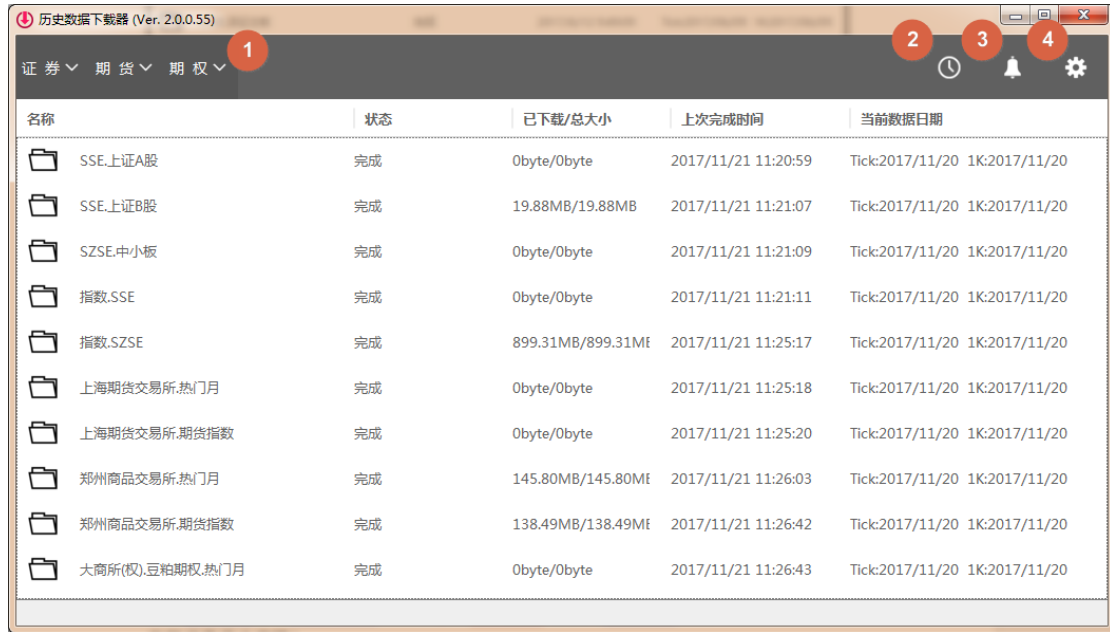 历史数据下载器 (Ver. 2.0.0.55)
1 2 3 4
证 券 期 货 期 权
名称 状态 已下载/总大小 上次完成时间 当前数据日期
SSE.上证A股 完成 0byte/0byte 2017/11/21 11:20:59 Tick:2017/11/20 1K:2017/11/20
SSE.上证B股 完成 19.88MB/19.88MB 2017/11/21 11:21:07 Tick:2017/11/20 1K:2017/11/20
SZSE.中小板 完成 0byte/0byte 2017/11/21 11:21:09 Tick:2017/11/20 1K:2017/11/20
指数.SSE 完成 0byte/0byte 2017/11/21 11:21:11 Tick:2017/11/20 1K:2017/11/20
指数.SZSE 完成 899.31MB/899.31ME 2017/11/21 11:25:17 Tick:2017/11/20 1K:2017/11/20
上海期货交易所.热门月 完成 0byte/0byte 2017/11/21 11:25:18 Tick:2017/11/20 1K:2017/11/20
上海期货交易所.期货指数 完成 0byte/0byte 2017/11/21 11:25:20 Tick:2017/11/20 1K:2017/11/20
郑州商品交易所.热门月 完成 145.80MB/145.80ME 2017/11/21 11:26:03 Tick:2017/11/20 1K:2017/11/20
郑州商品交易所.期货指数 完成 138.49MB/138.49ME 2017/11/21 11:26:42 Tick:2017/11/20 1K:2017/11/20
大商所(权).豆粕期权.热门月 完成 0byte/0byte 2017/11/21 11:26:43 Tick:2017/11/20 1K:2017/11/20